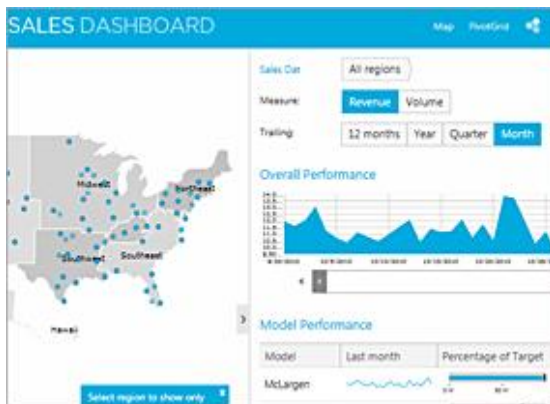 SALES DASHBOARD
Map PivotGrid
Sales Dat All regions
Measure: Revenue Volume
Trailing: 12 months Year Quarter Month
Overall Performance
Midwest
Northeast
Southwest
Southeast
Hawaii
Model Performance
Model Last month Percentage of Target
McLargen
Select region to show only